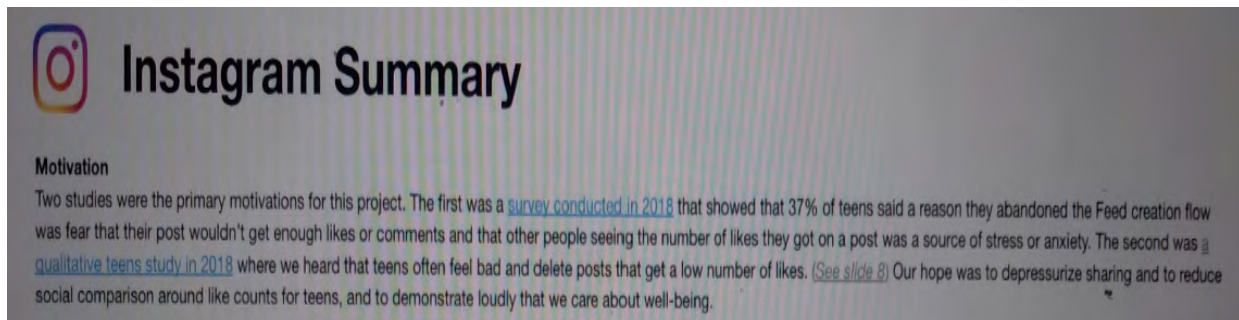 Instagram Summary
Motivation
Two studies were the primary motivations for this project. The first was a survey conducted in 2018 that showed that 37% of teens said a reason they abandoned the Feed creation flow
was fear that their post wouldn't get enough likes or comments and that other people seeing the number of likes they got on a post was a source of stress or anxiety. The second was a
qualitative teens study in 2018 where we heard that teens often feel bad and delete posts that get a low number of likes. (See slide 8) Our hope was to depressurize sharing and to reduce
social comparison around like counts for teens, and to demonstrate loudly that we care about well-being.